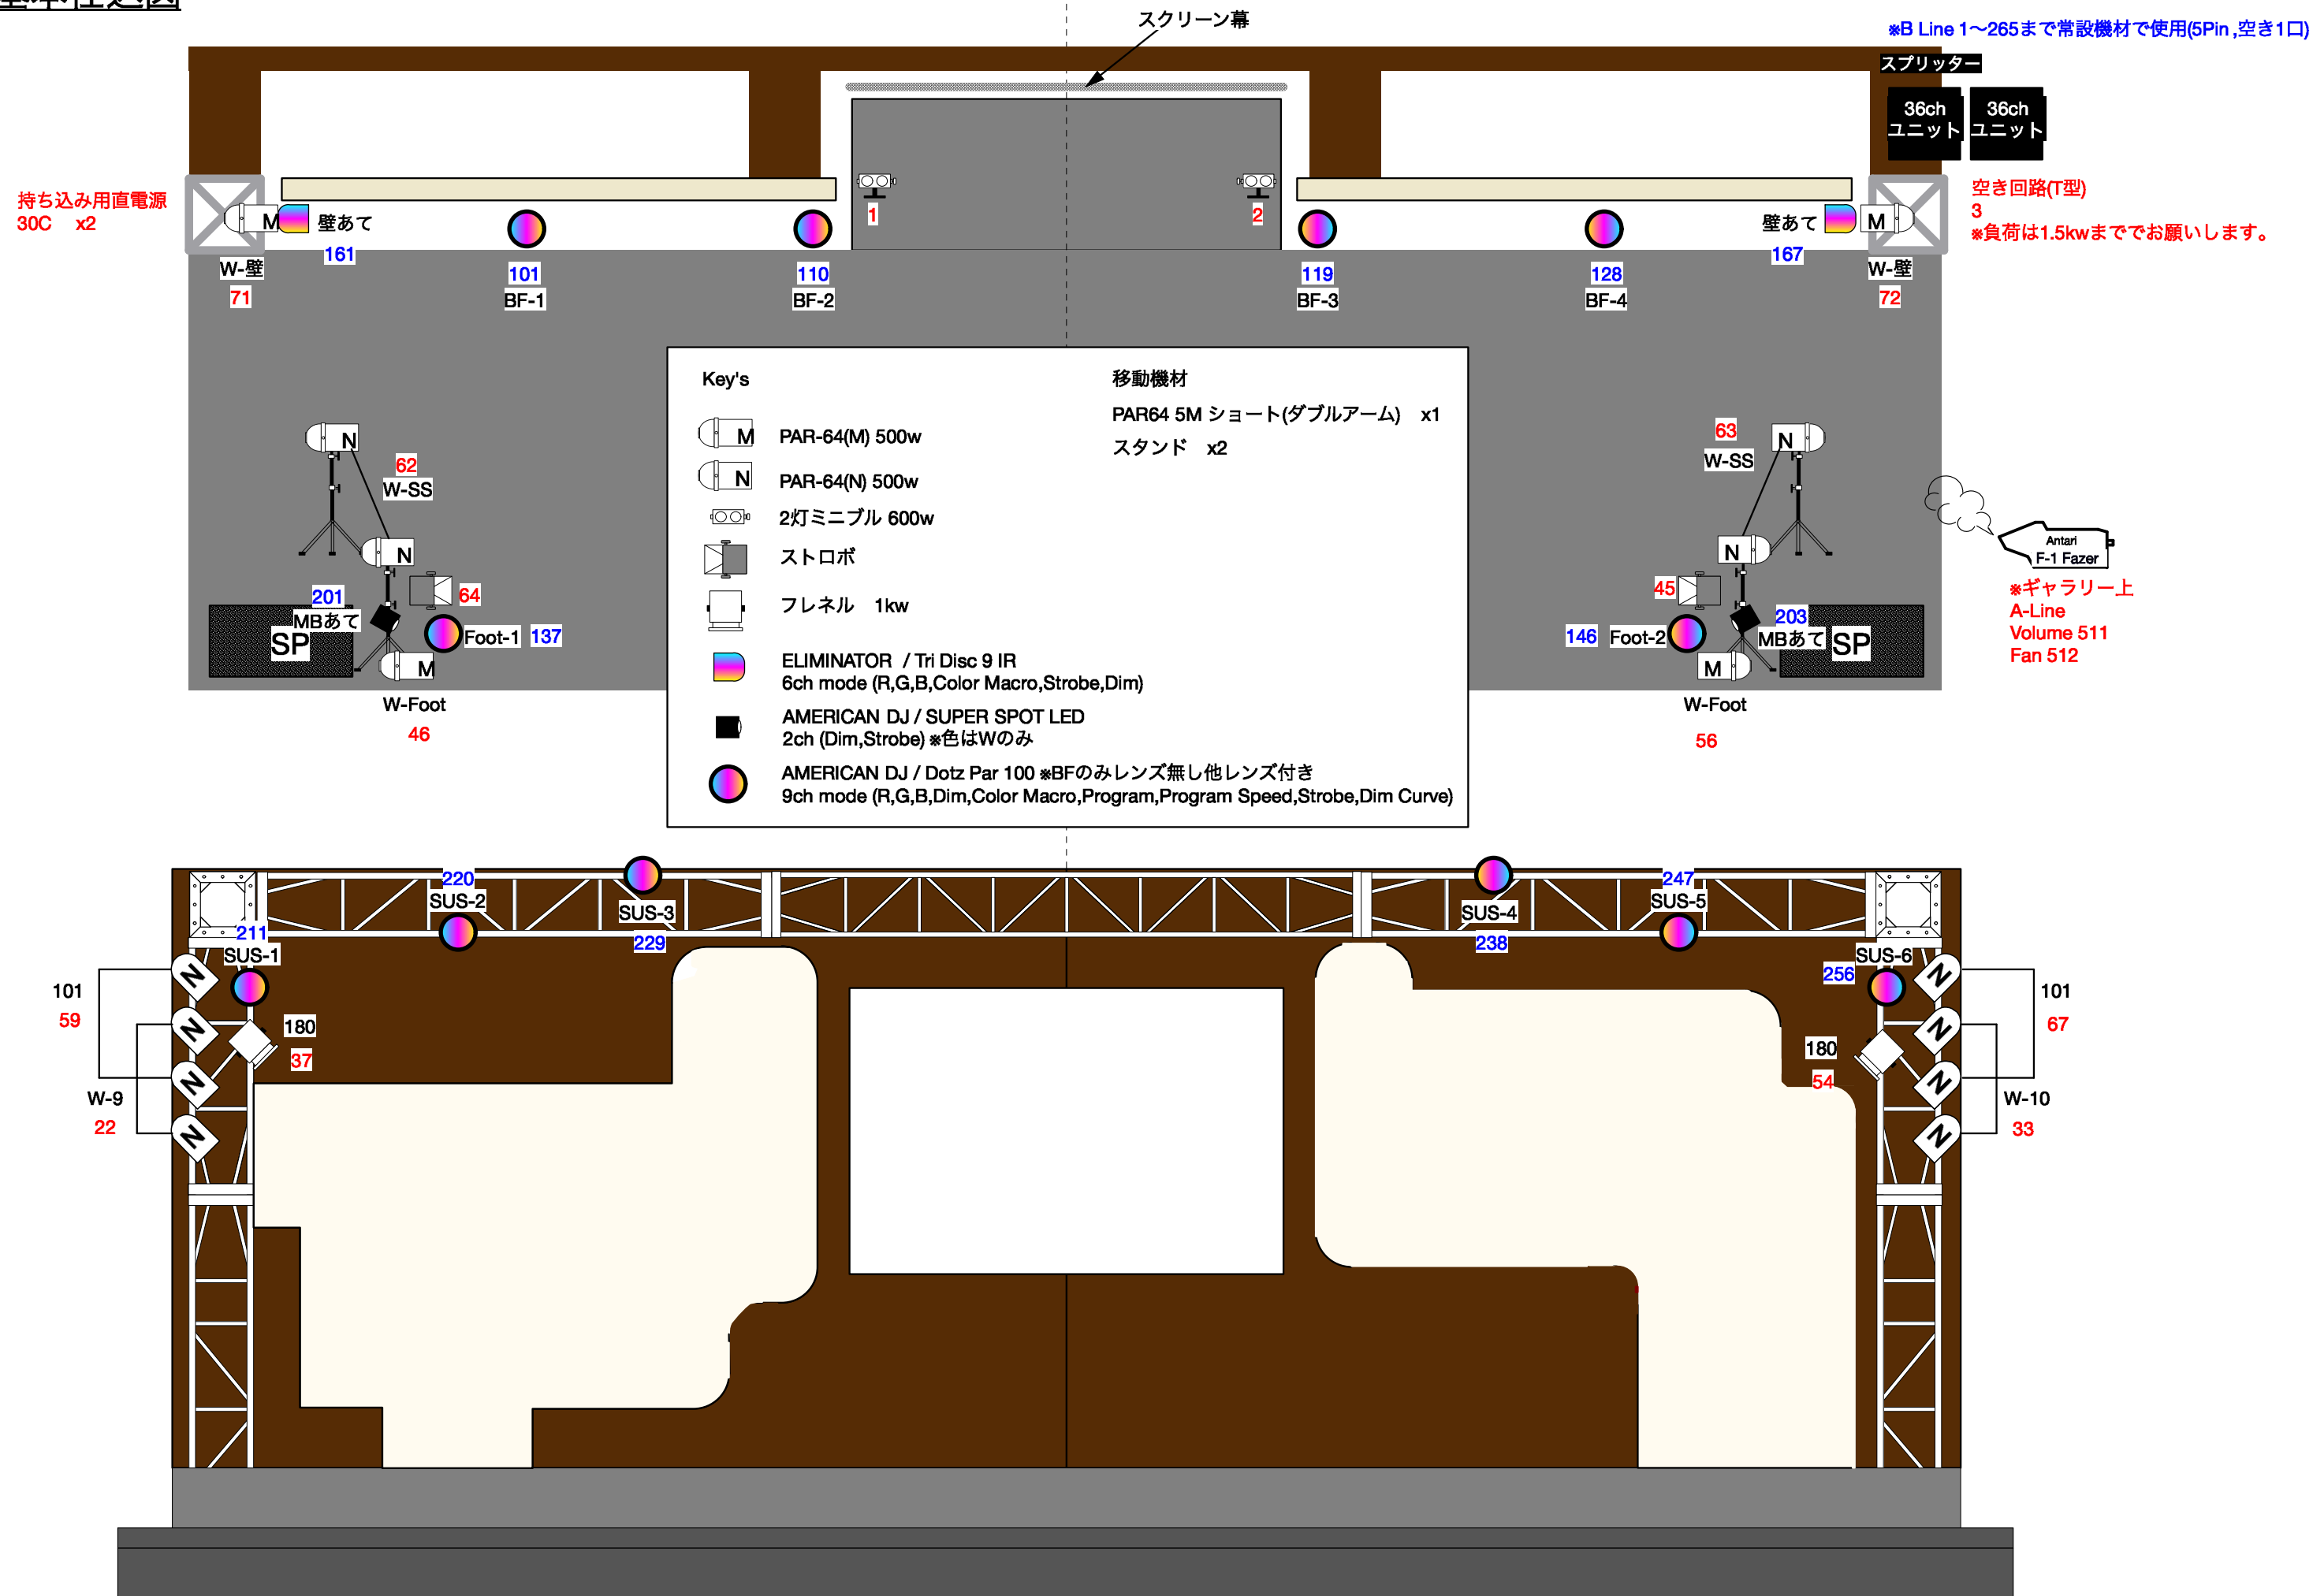 基本仕込図
スクリーン幕
※B Line 1～265まで常設機材で使用(5Pin ,空き1口)
スプリッター
36ch
ユニット
36ch
ユニット
持ち込み用直電源
30C x2
空き回路(T型)
3
※負荷は1.5kwまででお願いします。
M
壁あて
161
W-壁
71
101
BF-1
110
BF-2
1
2
119
BF-3
128
BF-4
壁あて
167
M
W-壁
72
Key's
M PAR-64(M) 500w
N PAR-64(N) 500w
2灯ミニブル 600w
ストロボ
フレネル 1kw
ELIMINATOR / Tri Disc 9 IR
6ch mode (R,G,B,Color Macro,Strobe,Dim)
AMERICAN DJ / SUPER SPOT LED
2ch (Dim,Strobe) ※色はWのみ
AMERICAN DJ / Dotz Par 100 ※BFのみレンズ無し他レンズ付き
9ch mode (R,G,B,Dim,Color Macro,Program,Program Speed,Strobe,Dim Curve)
移動機材
PAR64 5M ショート(ダブルアーム) x1
スタンド x2
N
62
W-SS
N
201
MBあて
64
SP
Foot-1 137
M
W-Foot
46
63
W-SS
N
N
45
203
MBあて
146 Foot-2
SP
M
W-Foot
56
Antari
F-1 Fazer
※ギャラリー上
A-Line
Volume 511
Fan 512
220
SUS-2
SUS-3
229
SUS-4
238
247
SUS-5
211
SUS-1
SUS-6
256
N
N
N
N
101
59
180
37
W-9
22
N
N
N
N
101
67
180
54
W-10
33